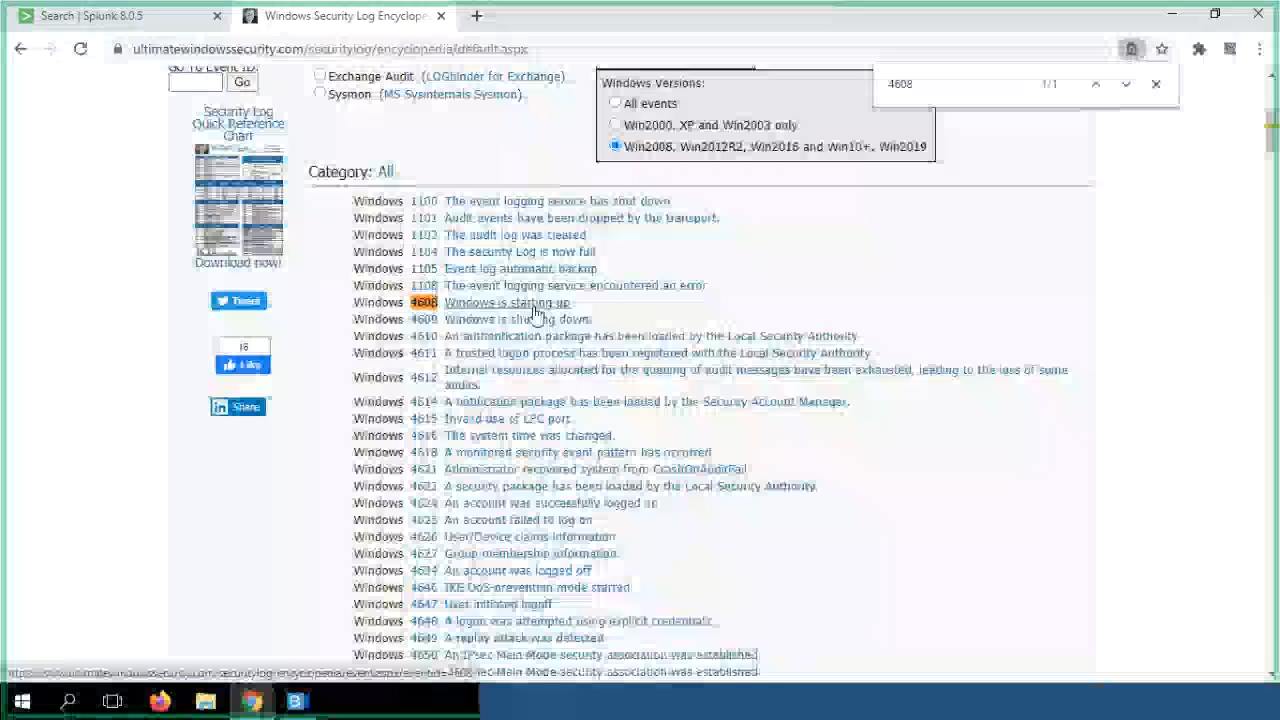 Search | Splunk 8.0.5
Windows Security Log Encyclope
ultimatewindowssecurity.com/securitylog/encyclopedia/default.aspx
4608 1/1
Go To Event ID:
Go
Security Log
Quick Reference
Chart
Download now!
Tweet
Like
Share
Exchange Audit (LOGbinder for Exchange)
Sysmon (MS Sysinternals Sysmon)
Windows Versions:
All events
Win2000, XP and Win2003 only
Win2008, Win2012R2, Win2016 and Win10+, Win2019
Category: All
Windows 1100 The event logging service has shut down
Windows 1101 Audit events have been dropped by the transport.
Windows 1102 The audit log was cleared
Windows 1104 The security Log is now full
Windows 1105 Event log automatic backup
Windows 1108 The event logging service encountered an error
Windows 4608 Windows is starting up
Windows 4609 Windows is shutting down
Windows 4610 An authentication package has been loaded by the Local Security Authority
Windows 4611 A trusted logon process has been registered with the Local Security Authority
Windows 4612 Internal resources allocated for the queuing of audit messages have been exhausted, leading to the loss of some
audits.
Windows 4614 A notification package has been loaded by the Security Account Manager.
Windows 4615 Invalid use of LPC port
Windows 4616 The system time was changed.
Windows 4618 A monitored security event pattern has occurred
Windows 4621 Administrator recovered system from CrashOnAuditFail
Windows 4622 A security package has been loaded by the Local Security Authority.
Windows 4624 An account was successfully logged on
Windows 4625 An account failed to log on
Windows 4626 User/Device claims information
Windows 4627 Group membership information.
Windows 4634 An account was logged off
Windows 4646 IKE DoS-prevention mode started
Windows 4647 User initiated logoff
Windows 4648 A logon was attempted using explicit credentials
Windows 4649 A replay attack was detected
Windows 4650 An IPsec Main Mode security association was established
sec Main Mode security association was established